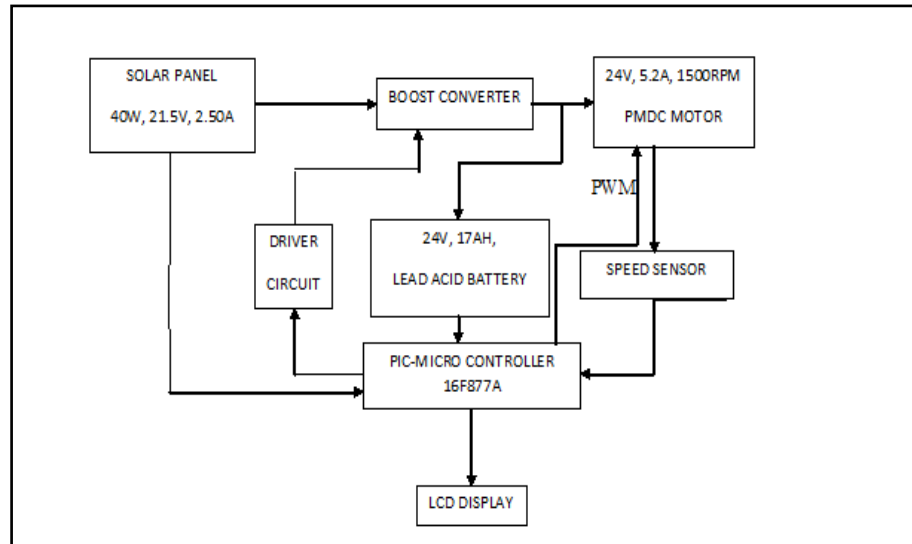 SOLAR PANEL
40W, 21.5V, 2.50A
BOOST CONVERTER
24V, 5.2A, 1500RPM
PMDC MOTOR
PWM
DRIVER
CIRCUIT
24V, 17AH,
LEAD ACID BATTERY
SPEED SENSOR
PIC-MICRO CONTROLLER
16F877A
LCD DISPLAY